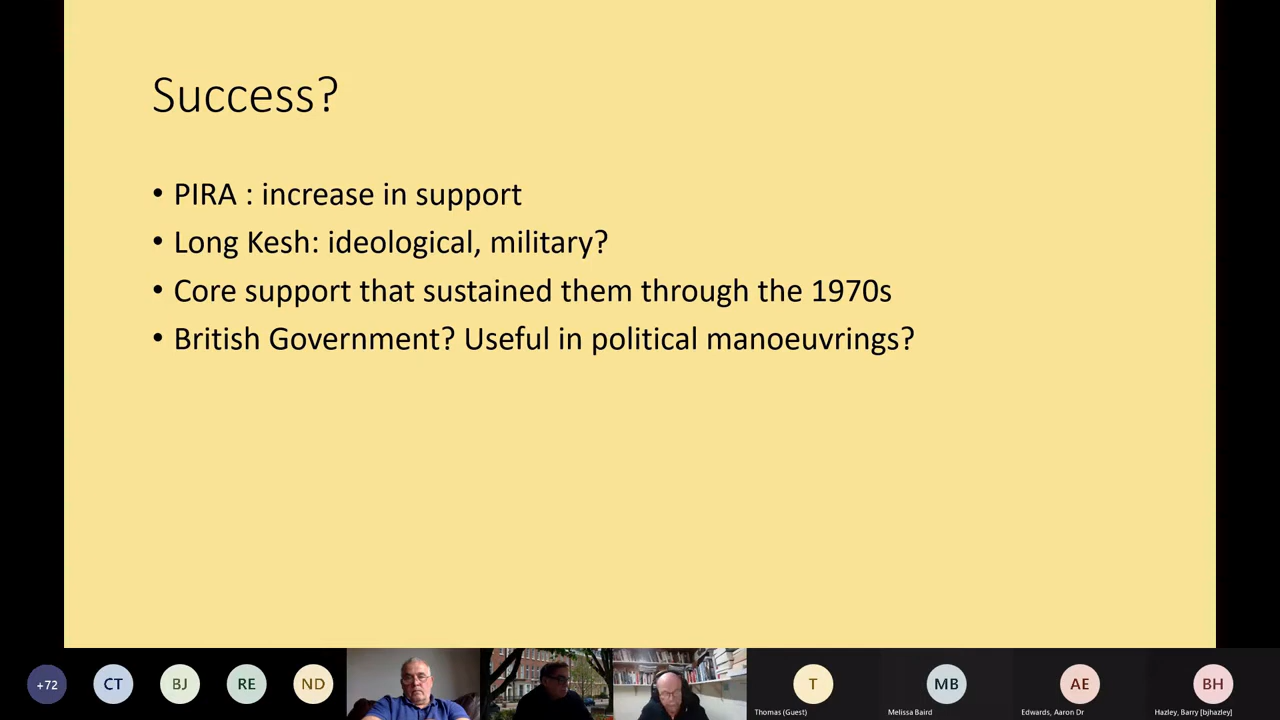 Success?
• PIRA : increase in support
• Long Kesh: ideological, military?
• Core support that sustained them through the 1970s
• British Government? Useful in political manoeuvrings?
+72
CT
BJ
RE
ND
T
MB
AE
BH
Thomas (Guest)
Melissa Baird
Edwards, Aaron Dr
Hazley, Barry [bjhazley]